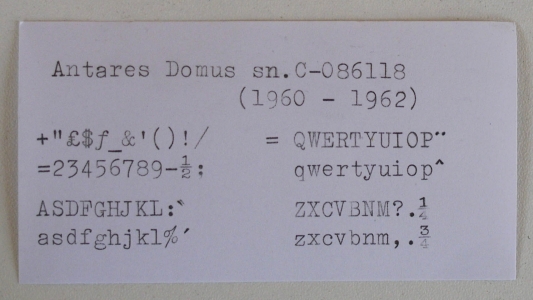 Antares Domus sn.C-086118
(1960 - 1962)
+"£$ƒ_&'()!/ = QWERTYUIOP¨
=23456789-½: qwertyuiop^
ASDFGHJKL:` ZXCVBNM?.¼
asdfghjkl%´ zxcvbnm,.¾